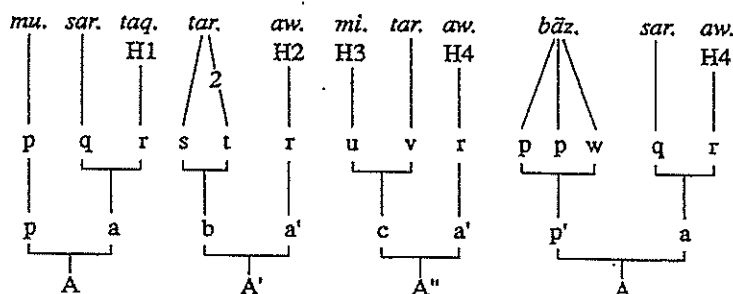 mu. sar. taq. tar. aw. mi. tar. aw. bāz. sar. aw.
H1 H2 H3 H4 H4
2
p q r s t r u v r p p w q r
p a b a' c a' p' a
A A' A" A